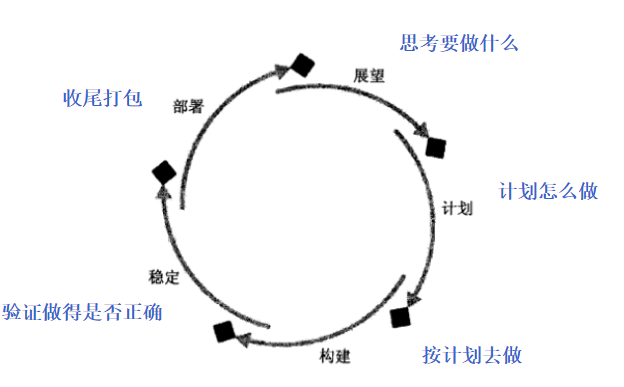 思考要做什么
展望
收尾打包
部署
计划怎么做
计划
稳定
验证做得是否正确
构建
按计划去做